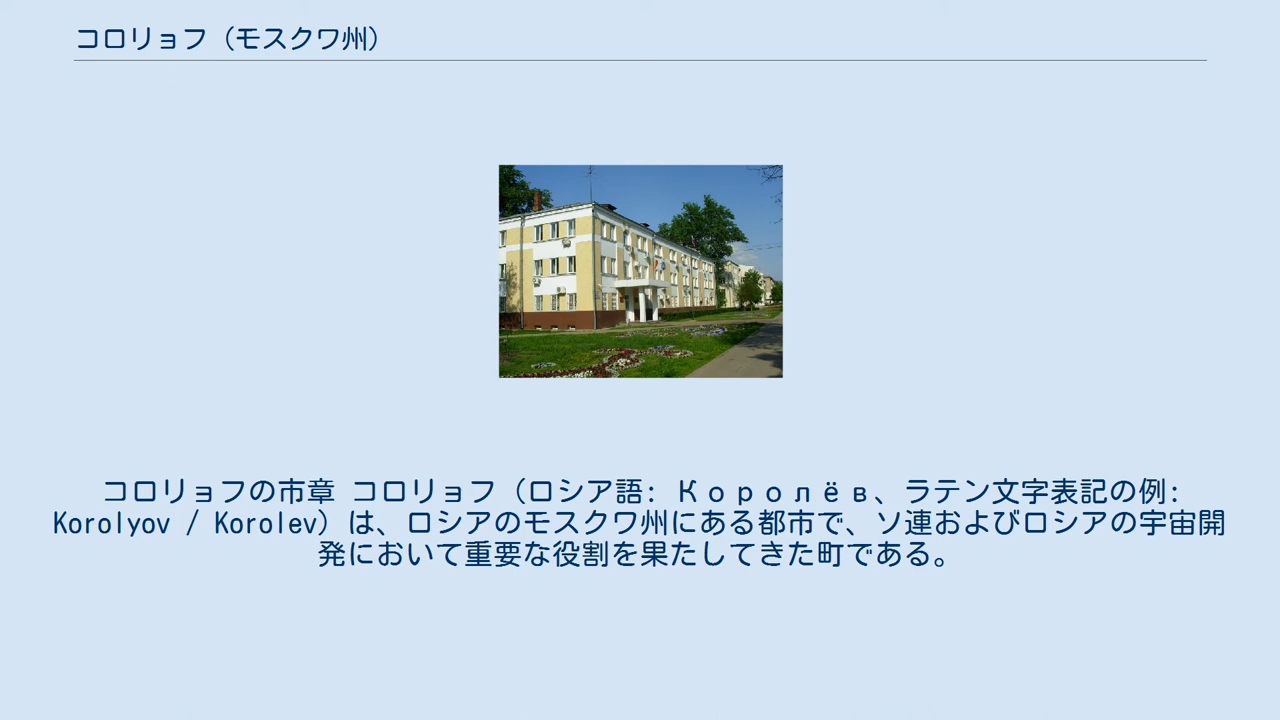 コロリョフ（モスクワ州）
コロリョフの市章 コロリョフ（ロシア語: Королёв、ラテン文字表記の例:
Korolyov / Korolev）は、ロシアのモスクワ州にある都市で、ソ連およびロシアの宇宙開
発において重要な役割を果たしてきた町である。